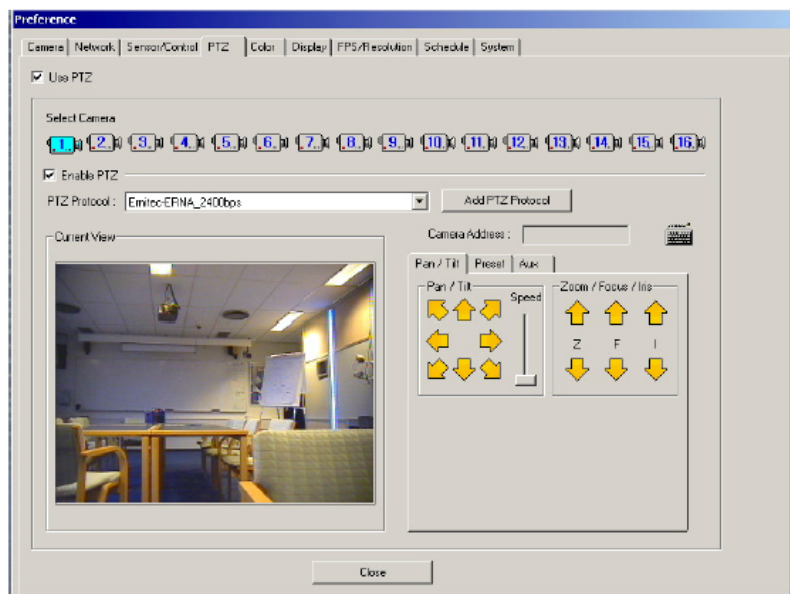 Preference
Camera Network Sensor/Control PTZ Color Display FPS/Resolution Schedule System
Use PTZ
Select Camera
1 2 3 4 5 6 7 8 9 10 11 12 13 14 15 16
Enable PTZ
PTZ Protocol : Ernitec-ERNA_2400bps Add PTZ Protocol
Current View
Camera Address :
Pan / Tilt Preset Aux
Pan / Tilt Speed Zoom / Focus / Iris
Z F I
Close